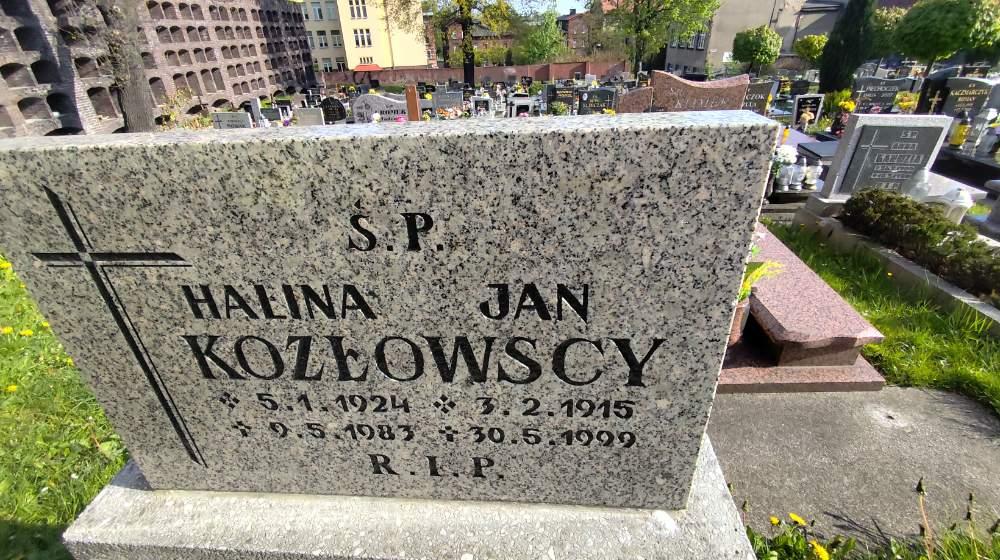 Ś.P.
HALINA JAN
KOZŁOWSCY
5.1.1924 3.2.1915
9.5.1983 30.5.1999
R.I.P.